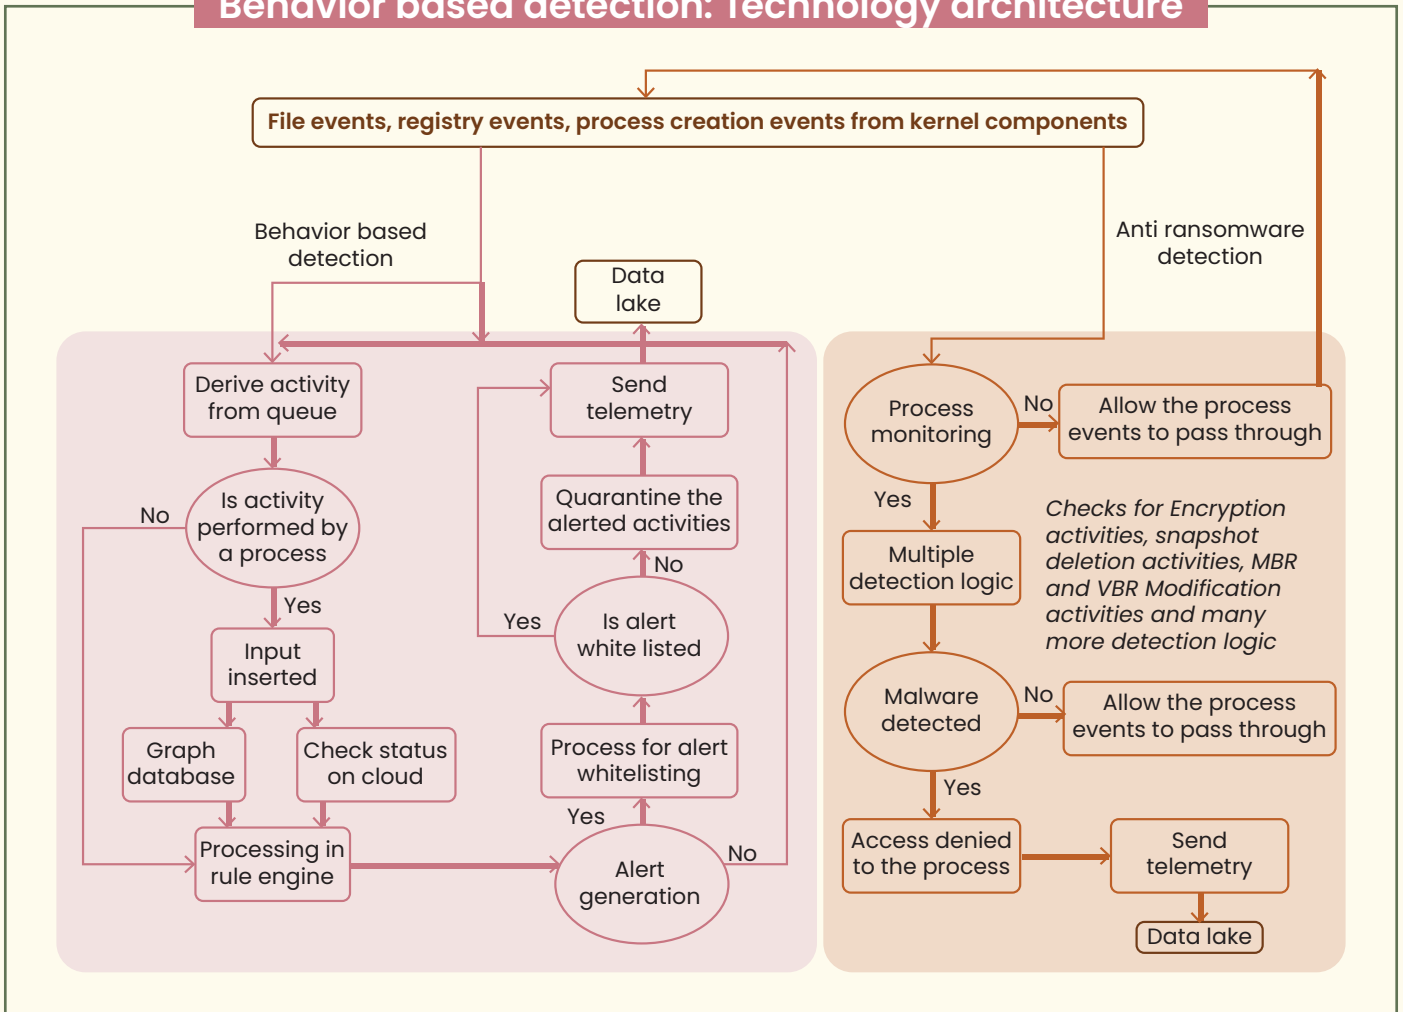 Behavior based detection: Technology architecture
File events, registry events, process creation events from kernel components
Behavior based
detection
Anti ransomware
detection
Data
lake
Derive activity
from queue
Send
telemetry
Is activity
performed by
a process
No
Yes
Quarantine the
alerted activities
No
Is alert
white listed
Yes
Input
inserted
Graph
database
Check status
on cloud
Process for alert
whitelisting
Yes
Processing in
rule engine
Alert
generation
No
Process
monitoring
No
Allow the process
events to pass through
Yes
Multiple
detection logic
Checks for Encryption
activities, snapshot
deletion activities, MBR
and VBR Modification
activities and many
more detection logic
Malware
detected
No
Allow the process
events to pass through
Yes
Access denied
to the process
Send
telemetry
Data lake